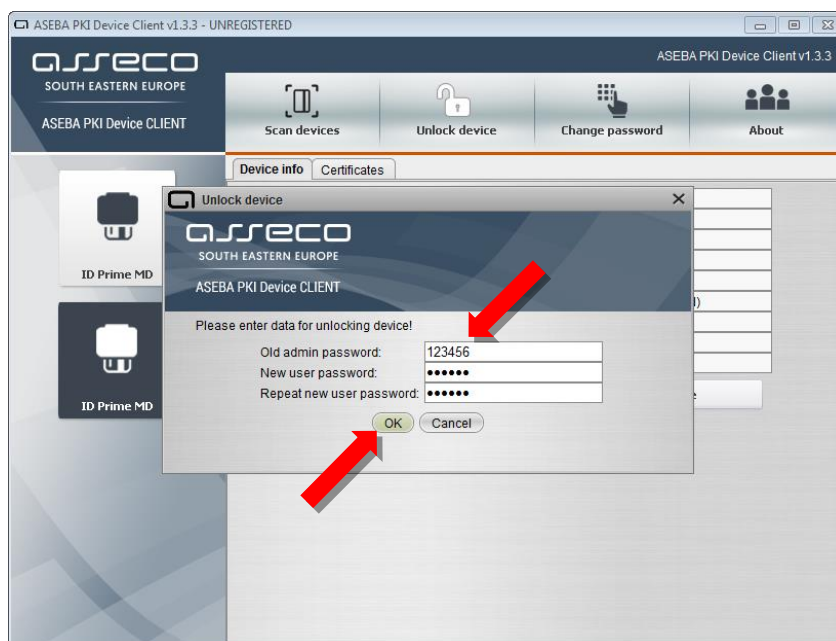 ASEBA PKI Device Client v1.3.3 - UNREGISTERED
asseco
SOUTH EASTERN EUROPE
ASEBA PKI Device CLIENT
ASEBA PKI Device Client v1.3.3
Scan devices
Unlock device
Change password
About
Device info
Certificates
ID Prime MD
ID Prime MD
Unlock device
asseco
SOUTH EASTERN EUROPE
ASEBA PKI Device CLIENT
Please enter data for unlocking device!
Old admin password: 123456
New user password: ••••••
Repeat new user password: ••••••
OK
Cancel